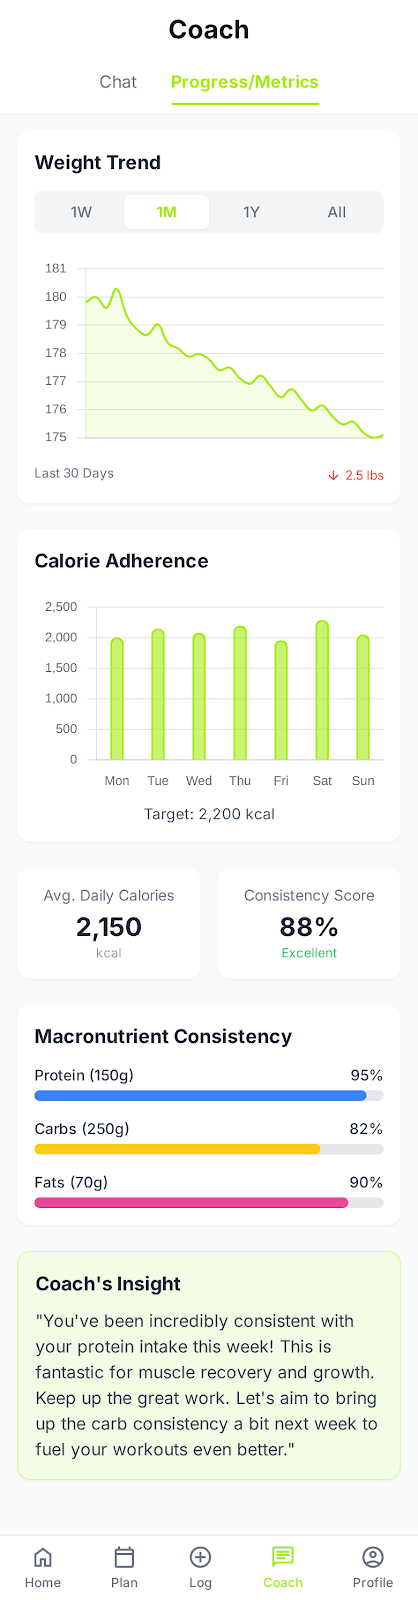 Coach
Chat
Progress/Metrics
Weight Trend
1W
1M
1Y
All
181
180
179
178
177
176
175
Last 30 Days
↓ 2.5 lbs
Calorie Adherence
2,500
2,000
1,500
1,000
500
0
Mon
Tue
Wed
Thu
Fri
Sat
Sun
Target: 2,200 kcal
Avg. Daily Calories
2,150
kcal
Consistency Score
88%
Excellent
Macronutrient Consistency
Protein (150g)
95%
Carbs (250g)
82%
Fats (70g)
90%
Coach's Insight
"You've been incredibly consistent with
your protein intake this week! This is
fantastic for muscle recovery and growth.
Keep up the great work. Let's aim to bring
up the carb consistency a bit next week to
fuel your workouts even better."
Home
Plan
Log
Coach
Profile